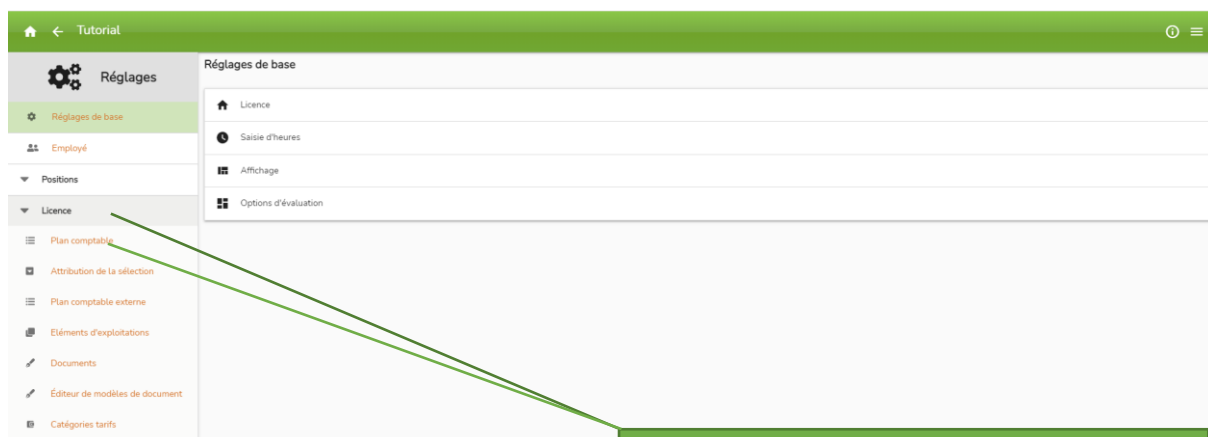 Tutorial
Réglages
Réglages de base
Employé
Positions
Licence
Plan comptable
Attribution de la sélection
Plan comptable externe
Eléments d'exploitations
Documents
Éditeur de modèles de document
Catégories tarifs
Réglages de base
Licence
Saisie d'heures
Affichage
Options d'évaluation